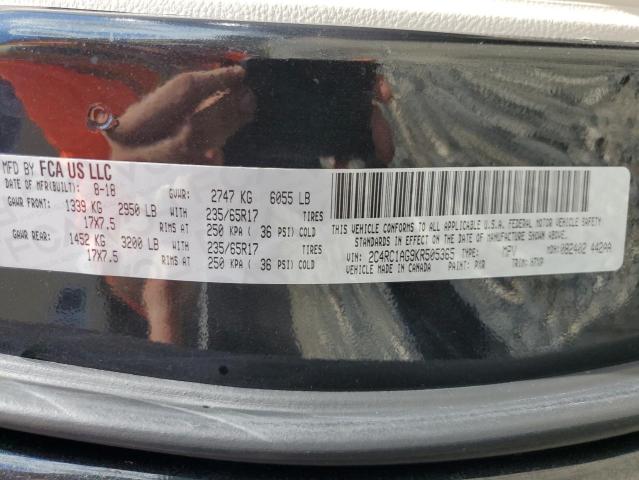 MFD BY FCA US LLC
DATE OF MFR(BUILT): 8-18 GVWR: 2747 KG 6055 LB
GAWR FRONT: 1339 KG 2950 LB WITH 235/65R17 TIRES
17X7.5 RIMS AT 250 KPA ( 36 PSI) COLD
GAWR REAR: 1452 KG 3200 LB WITH 235/65R17 TIRES
17X7.5 RIMS AT 250 KPA ( 36 PSI) COLD
THIS VEHICLE CONFORMS TO ALL APPLICABLE U.S.A. FEDERAL MOTOR VEHICLE SAFETY
STANDARDS IN EFFECT ON THE DATE OF MANUFACTURE SHOWN ABOVE.
VIN: 2C4RC1AG9KR505365 TYPE: MPV MDH: 082402 442AA
VEHICLE MADE IN CANADA PAINT: PXR TRIM: